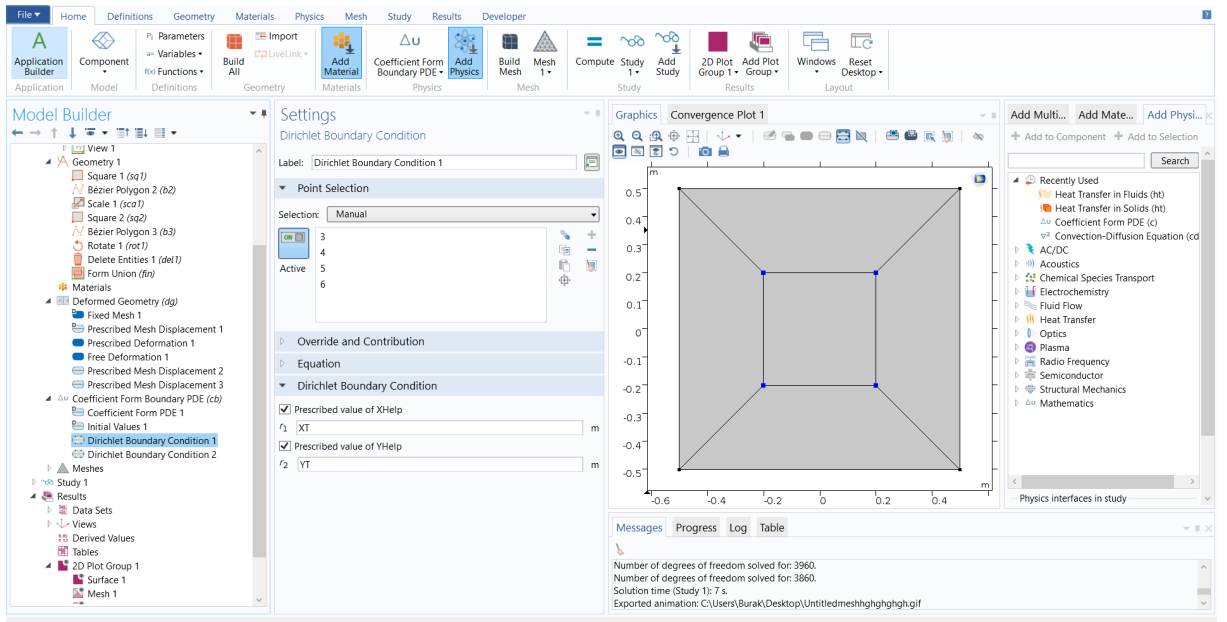 File
Home Definitions Geometry Materials Physics Mesh Study Results Developer
Application Builder
Component
Pi Parameters
a= Variables
f(x) Functions
Build All
Import
LiveLink
Add Material
Δu
Coefficient Form Boundary PDE
Add Physics
Build Mesh
Mesh 1
Compute
Study 1
Add Study
2D Plot Group 1
Add Plot Group
Windows
Reset Desktop
Application Model Definitions Geometry Materials Physics Mesh Study Results Layout
Model Builder
View 1
Geometry 1
Square 1 (sq1)
Bézier Polygon 2 (b2)
Scale 1 (sca1)
Square 2 (sq2)
Bézier Polygon 3 (b3)
Rotate 1 (rot1)
Delete Entities 1 (del1)
Form Union (fin)
Materials
Deformed Geometry (dg)
Fixed Mesh 1
Prescribed Mesh Displacement 1
Prescribed Deformation 1
Free Deformation 1
Prescribed Mesh Displacement 2
Prescribed Mesh Displacement 3
Δu Coefficient Form Boundary PDE (cb)
Coefficient Form PDE 1
Initial Values 1
Dirichlet Boundary Condition 1
Dirichlet Boundary Condition 2
Meshes
Study 1
Results
Data Sets
Views
Derived Values
Tables
2D Plot Group 1
Surface 1
Mesh 1
Settings
Dirichlet Boundary Condition
Label: Dirichlet Boundary Condition 1
Point Selection
Selection: Manual
ON
Active
3
4
5
6
Override and Contribution
Equation
Dirichlet Boundary Condition
Prescribed value of XHelp
r1 XT m
Prescribed value of YHelp
r2 YT m
Graphics Convergence Plot 1
m
0.5
0.4
0.3
0.2
0.1
0
-0.1
-0.2
-0.3
-0.4
-0.5
-0.6 -0.4 -0.2 0 0.2 0.4
m
Messages Progress Log Table
Number of degrees of freedom solved for: 3960.
Number of degrees of freedom solved for: 3860.
Solution time (Study 1): 7 s.
Exported animation: C:\Users\Burak\Desktop\Untitledmeshhghghghgh.gif
Add Multi... Add Mate... Add Physi...
Add to Component Add to Selection
Search
Recently Used
Heat Transfer in Fluids (ht)
Heat Transfer in Solids (ht)
Δu Coefficient Form PDE (c)
∇² Convection-Diffusion Equation (cd
AC/DC
Acoustics
Chemical Species Transport
Electrochemistry
Fluid Flow
Heat Transfer
Optics
Plasma
Radio Frequency
Semiconductor
Structural Mechanics
Δu Mathematics
Physics interfaces in study